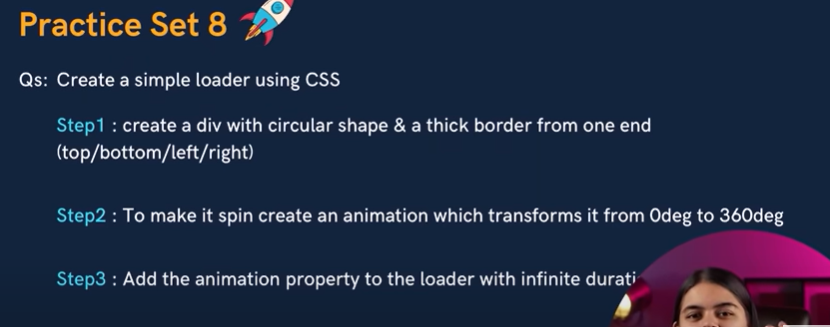 Practice Set 8
Qs: Create a simple loader using CSS
Step1 : create a div with circular shape & a thick border from one end
(top/bottom/left/right)
Step2 : To make it spin create an animation which transforms it from 0deg to 360deg
Step3 : Add the animation property to the loader with infinite